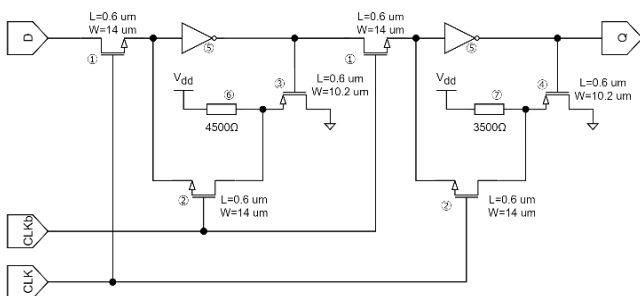 L=0.6 um
W=14 um
D
①
⑤
L=0.6 um
W=14 um
①
⑤
Q
Vdd
⑥
4500Ω
③
L=0.6 um
W=10.2 um
Vdd
⑦
3500Ω
④
L=0.6 um
W=10.2 um
②
L=0.6 um
W=14 um
②
L=0.6 um
W=14 um
CLKb
CLK